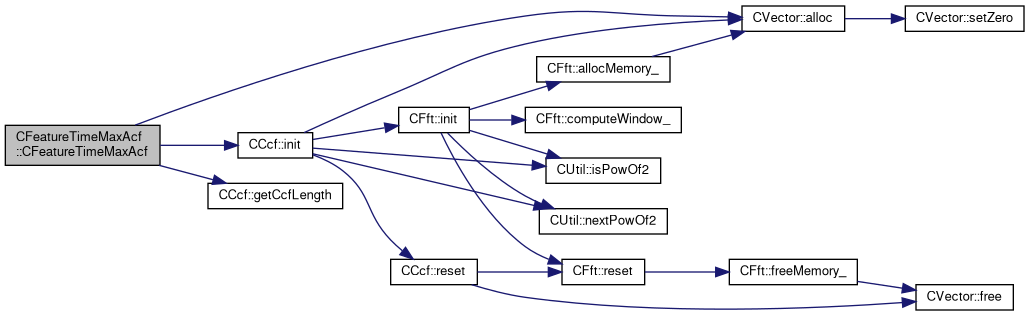 CFeatureTimeMaxAcf
::CFeatureTimeMaxAcf
CCcf::init
CCcf::getCcfLength
CFft::init
CCcf::reset
CFft::allocMemory_
CFft::computeWindow_
CUtil::isPowOf2
CUtil::nextPowOf2
CFft::reset
CVector::alloc
CVector::setZero
CFft::freeMemory_
CVector::free